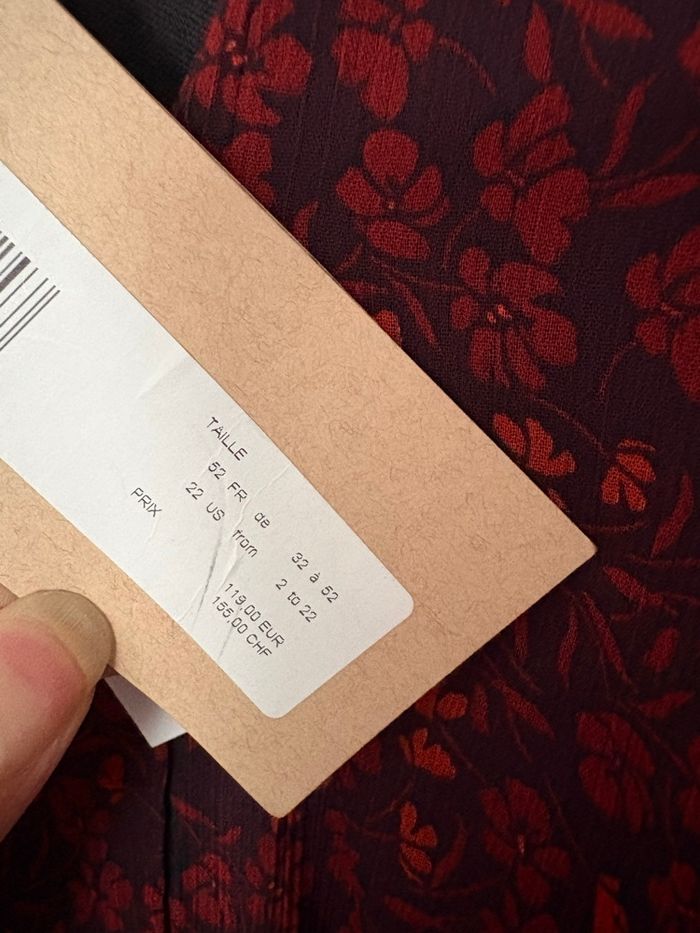 TAILLE
52 FR de 32 à 52
22 US from 2 to 22
PRIX
119,00 EUR
155,00 CHF